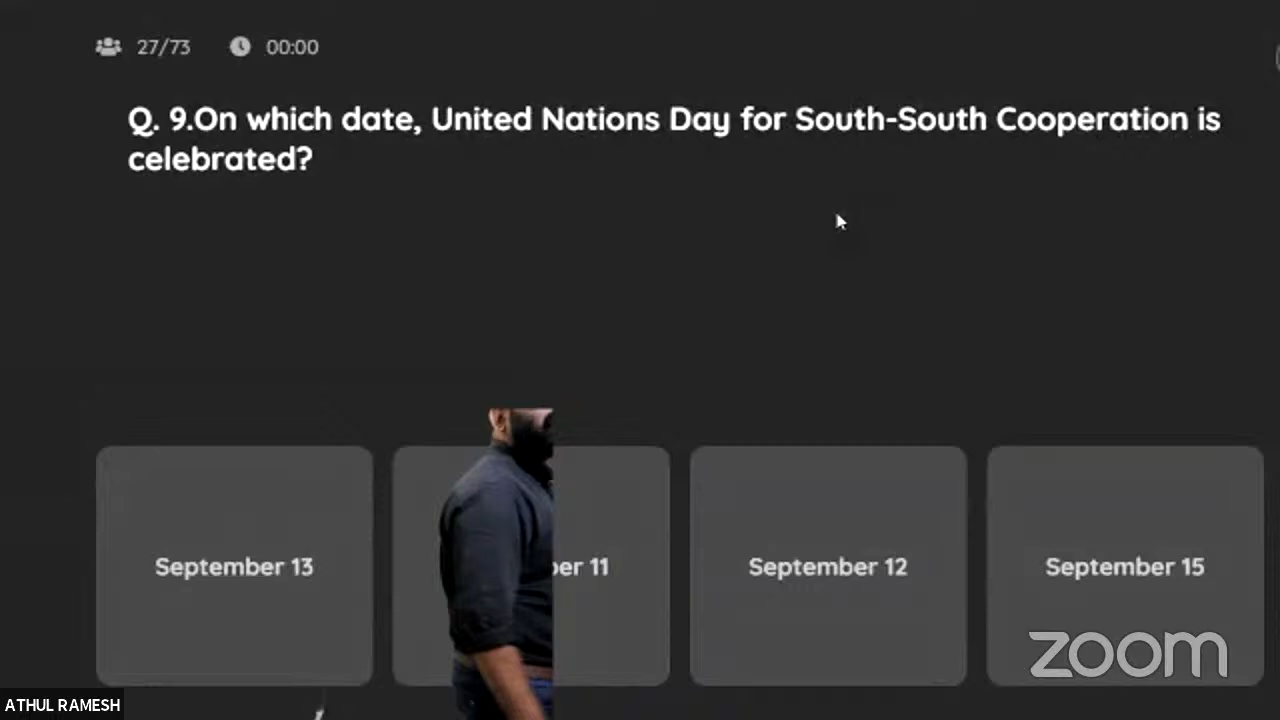 27/73 00:00
Q. 9.On which date, United Nations Day for South-South Cooperation is
celebrated?
September 13
11
September 12
September 15
zoom
ATHUL RAMESH